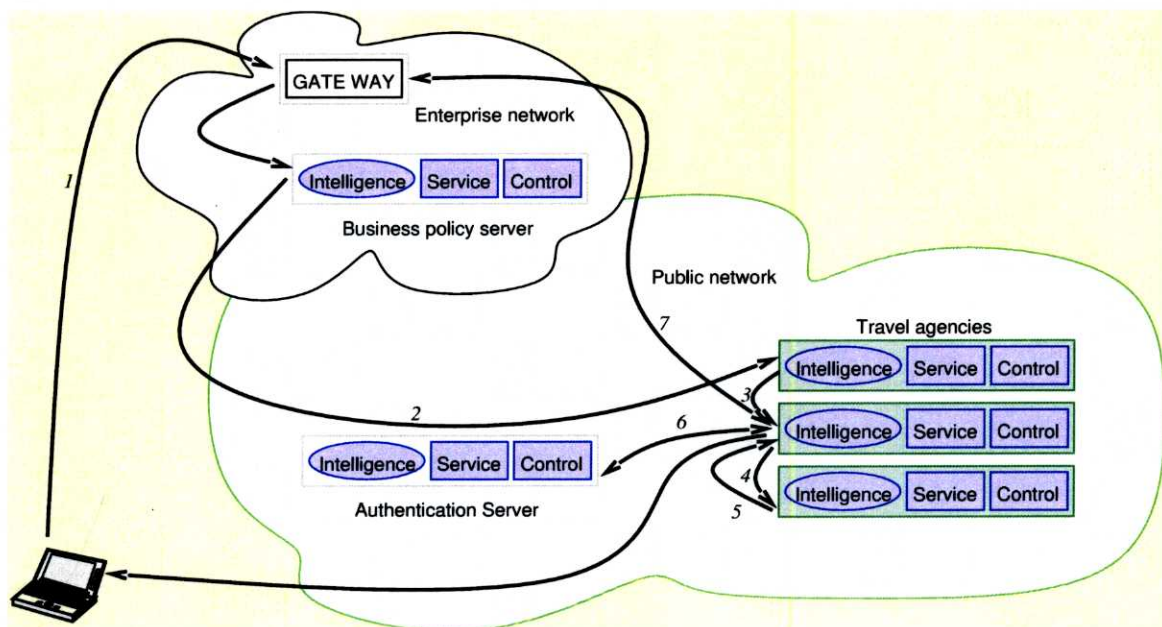 GATE WAY
Enterprise network
1
Intelligence Service Control
Business policy server
Public network
7
Travel agencies
Intelligence Service Control
3
2
6
Intelligence Service Control
Intelligence Service Control
4
Intelligence Service Control
5
Authentication Server